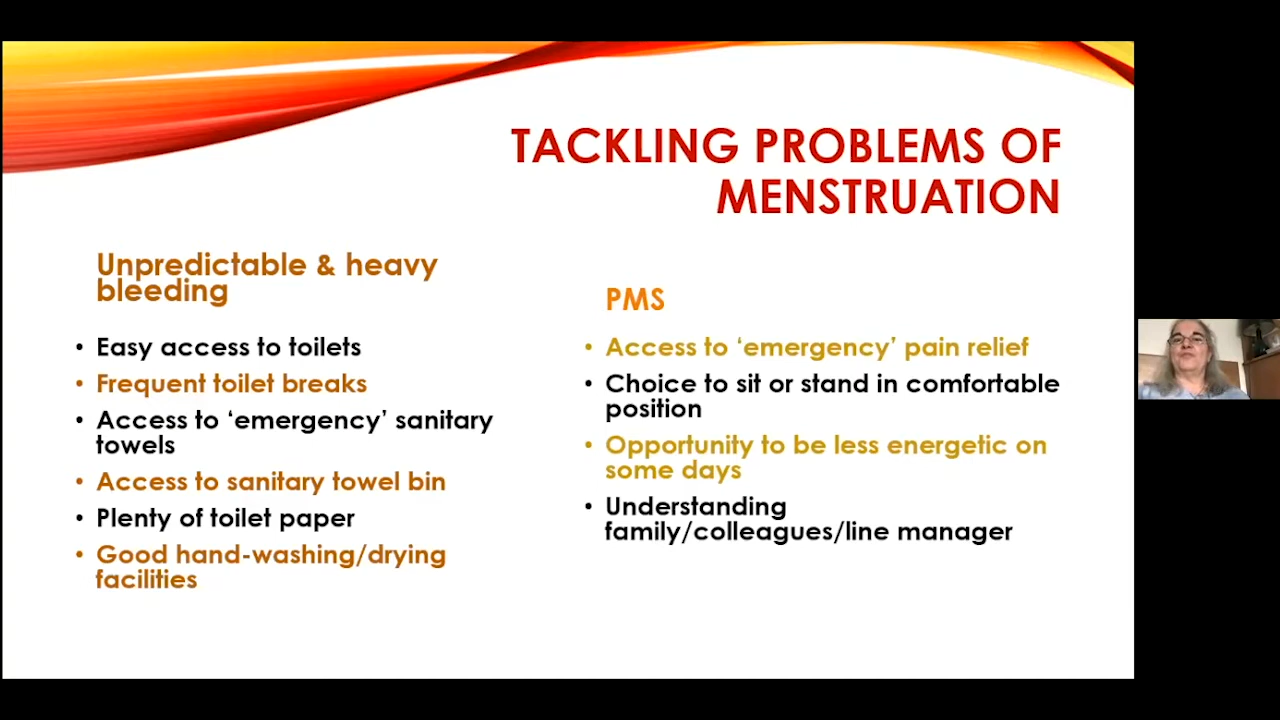 TACKLING PROBLEMS OF
MENSTRUATION
Unpredictable & heavy
bleeding
• Easy access to toilets
• Frequent toilet breaks
• Access to ‘emergency’ sanitary
towels
• Access to sanitary towel bin
• Plenty of toilet paper
• Good hand-washing/drying
facilities
PMS
• Access to ‘emergency’ pain relief
• Choice to sit or stand in comfortable
position
• Opportunity to be less energetic on
some days
• Understanding
family/colleagues/line manager